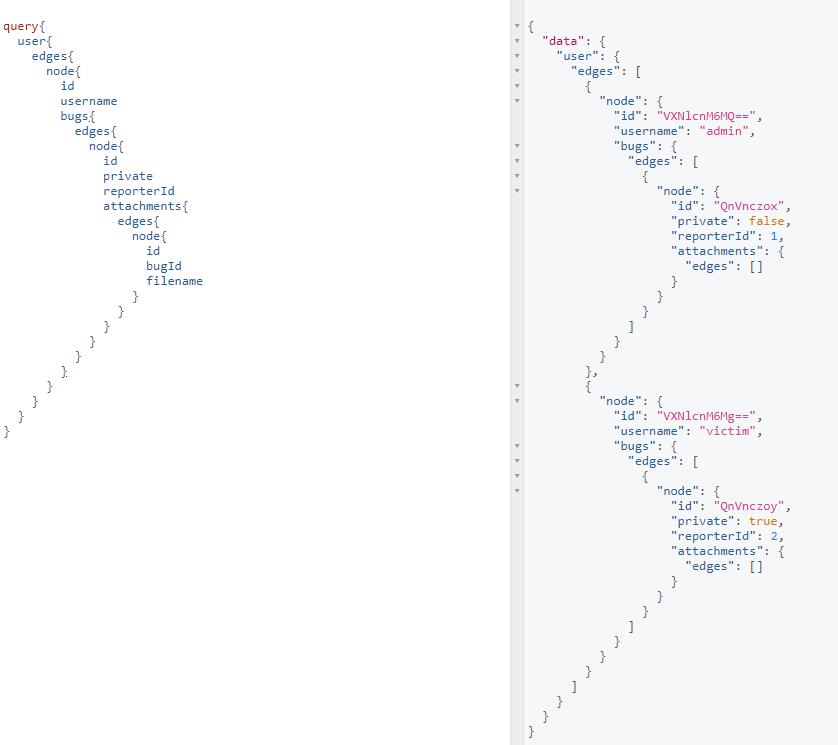 query{
  user{
    edges{
      node{
        id
        username
        bugs{
          edges{
            node{
              id
              private
              reporterId
              attachments{
                edges{
                  node{
                    id
                    bugId
                    filename
                  }
                }
              }
            }
          }
        }
      }
    }
  }
}
{
  "data": {
    "user": {
      "edges": [
        {
          "node": {
            "id": "VXNlcnM6MQ==",
            "username": "admin",
            "bugs": {
              "edges": [
                {
                  "node": {
                    "id": "QnVnczox",
                    "private": false,
                    "reporterId": 1,
                    "attachments": {
                      "edges": []
                    }
                  }
                }
              ]
            }
          }
        },
        {
          "node": {
            "id": "VXNlcnM6Mg==",
            "username": "victim",
            "bugs": {
              "edges": [
                {
                  "node": {
                    "id": "QnVnczoy",
                    "private": true,
                    "reporterId": 2,
                    "attachments": {
                      "edges": []
                    }
                  }
                }
              ]
            }
          }
        }
      ]
    }
  }
}